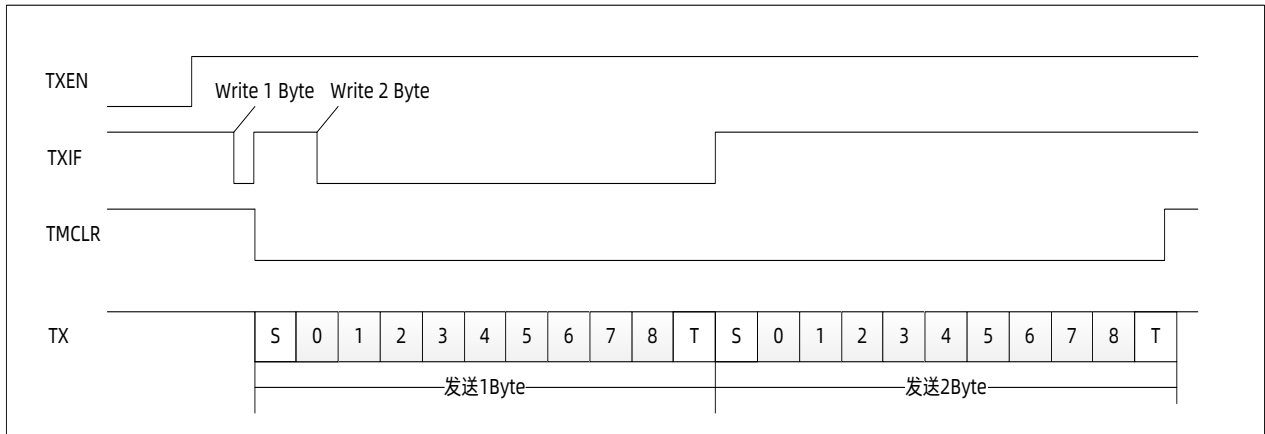 TXEN
Write 1 Byte Write 2 Byte
TXIF
TMCLR
TX S 0 1 2 3 4 5 6 7 8 T S 0 1 2 3 4 5 6 7 8 T
发送1Byte 发送2Byte